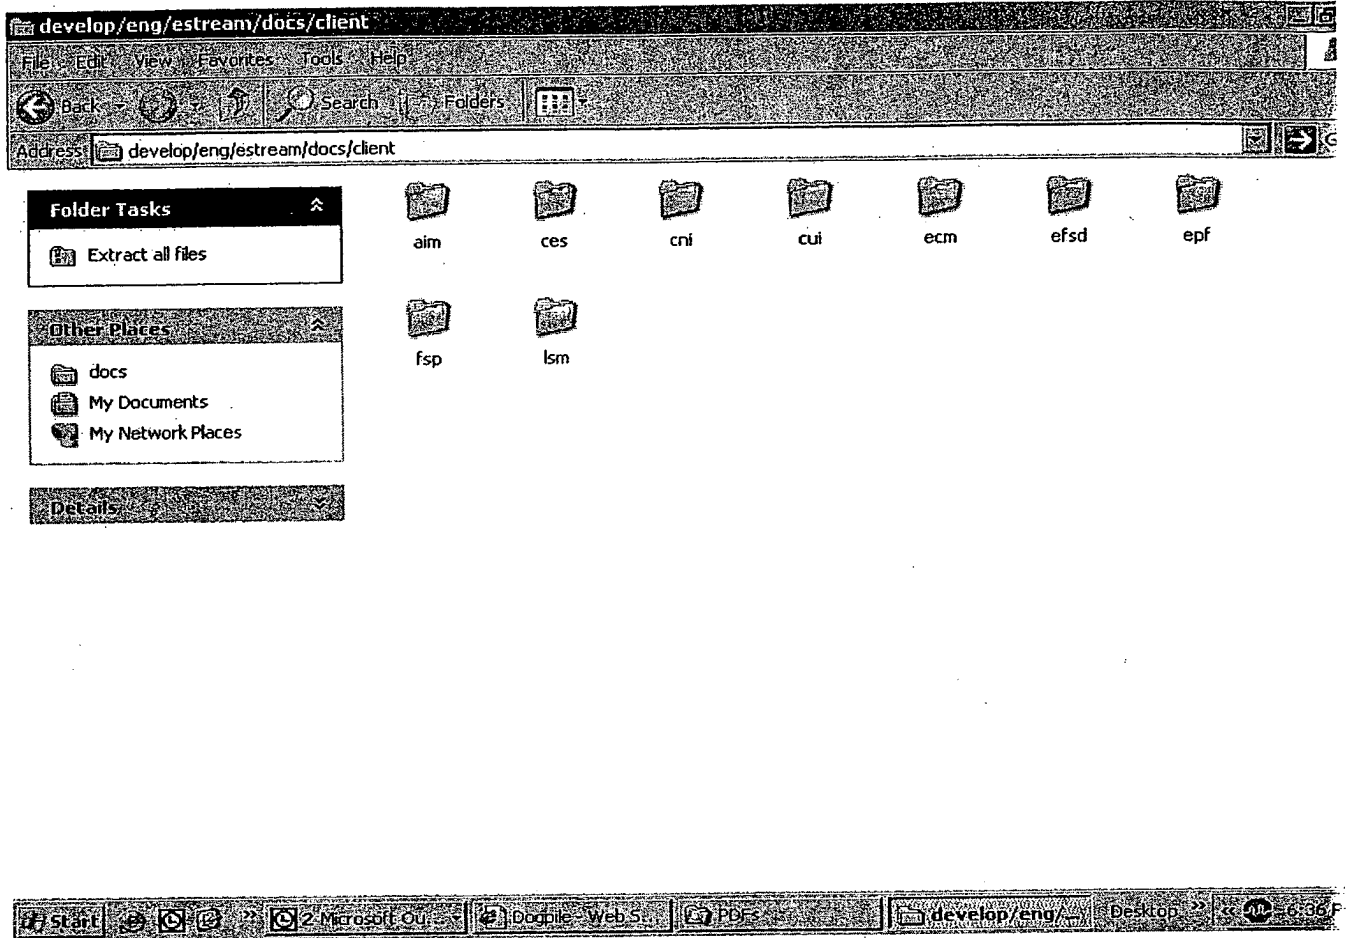 develop/eng/estream/docs/client
File Edit View Favorites Tools Help
Back Search Folders
Address develop/eng/estream/docs/client
Folder Tasks
Extract all files
aim ces cni cui ecm efsd epf
Other Places
docs
My Documents
My Network Places
fsp lsm
Details
Start 2 Microsoft Ou... Dogpile - Web S... PDFs develop/eng/... Desktop 6:36 P